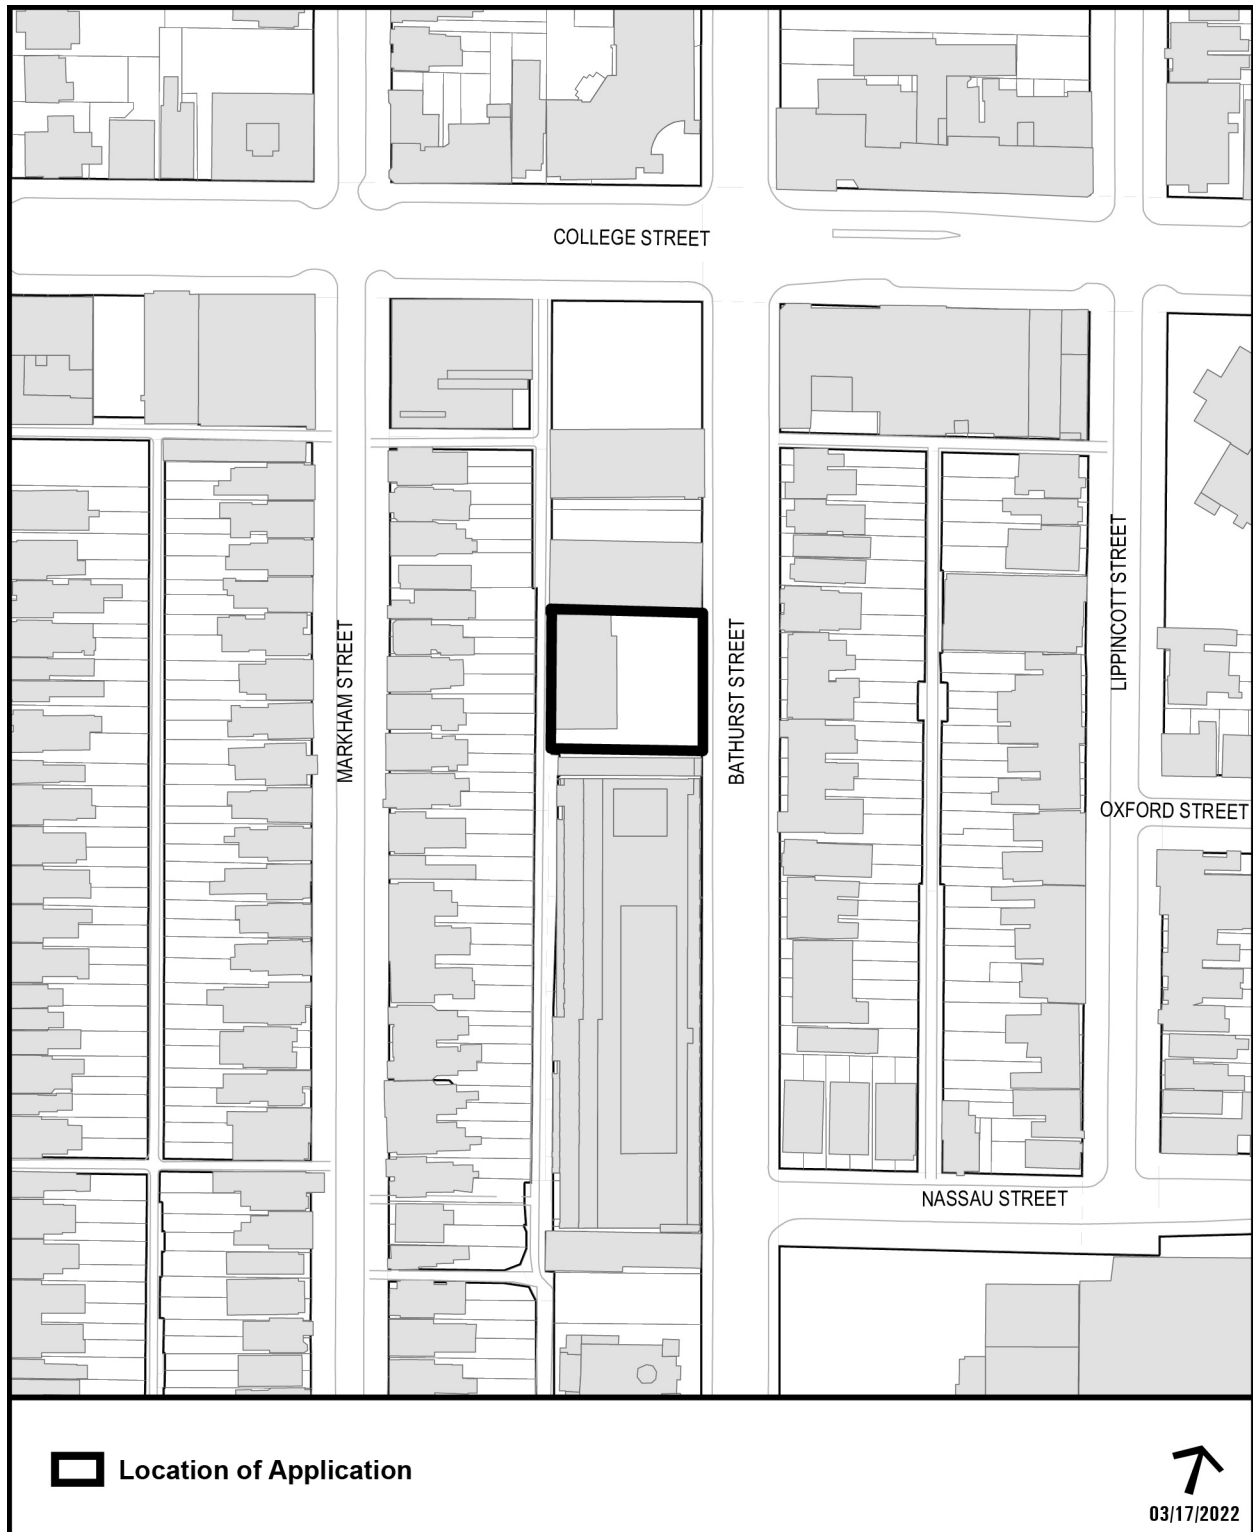 COLLEGE STREET
MARKHAM STREET
BATHURST STREET
LIPPINCOTT STREET
OXFORD STREET
NASSAU STREET
Location of Application
03/17/2022